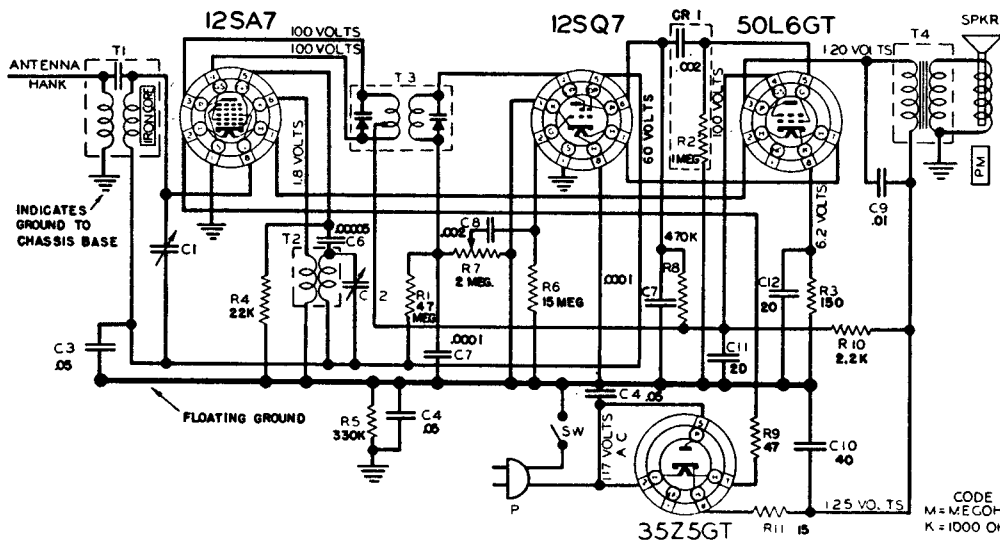 12SA7
12SQ7
50L6GT
SPKR
T1
100 VOLTS
100 VOLTS
CR 1
.002
120 VOLTS
T4
ANTENNA
HANK
IRON CORE
T3
60 VOLTS
R2
1 MEG.
100 VOLTS
PM
1.8 VOLTS
INDICATES
GROUND TO
CHASSIS BASE
C1
.00005
C6
T2
C 2
.002
C8
R7
2 MEG.
R4
22K
R1
47
MEG
R6
15 MEG
.0001
470K
R8
C7
6.2 VOLTS
C9
.01
C12
20
R3
150
R10
2.2K
C3
.05
.0001
C7
C11
20
FLOATING GROUND
R5
330K
C4
.05
C4 .05
SW
117 VOLTS
A C
P
R9
47
C10
40
35Z5GT
R11 15
125 VOLTS
CODE
M=MEGOH
K=1000 OH